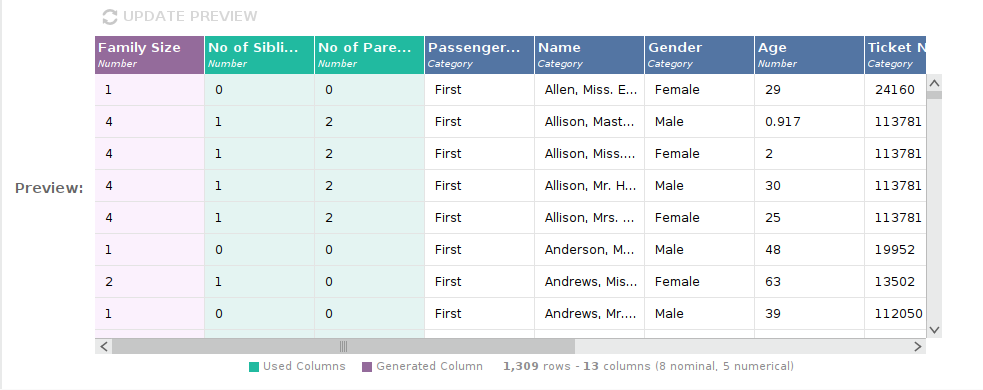 UPDATE PREVIEW
Family Size No of Sibli... No of Pare... Passenger... Name Gender Age Ticket N
Number Number Number Category Category Category Number Category
1 0 0 First Allen, Miss. E... Female 29 24160
4 1 2 First Allison, Mast... Male 0.917 113781
4 1 2 First Allison, Miss.... Female 2 113781
Preview:
4 1 2 First Allison, Mr. H... Male 30 113781
4 1 2 First Allison, Mrs. ... Female 25 113781
1 0 0 First Anderson, M... Male 48 19952
2 1 0 First Andrews, Mis... Female 63 13502
1 0 0 First Andrews, Mr.... Male 39 112050
Used Columns Generated Column 1,309 rows - 13 columns (8 nominal, 5 numerical)